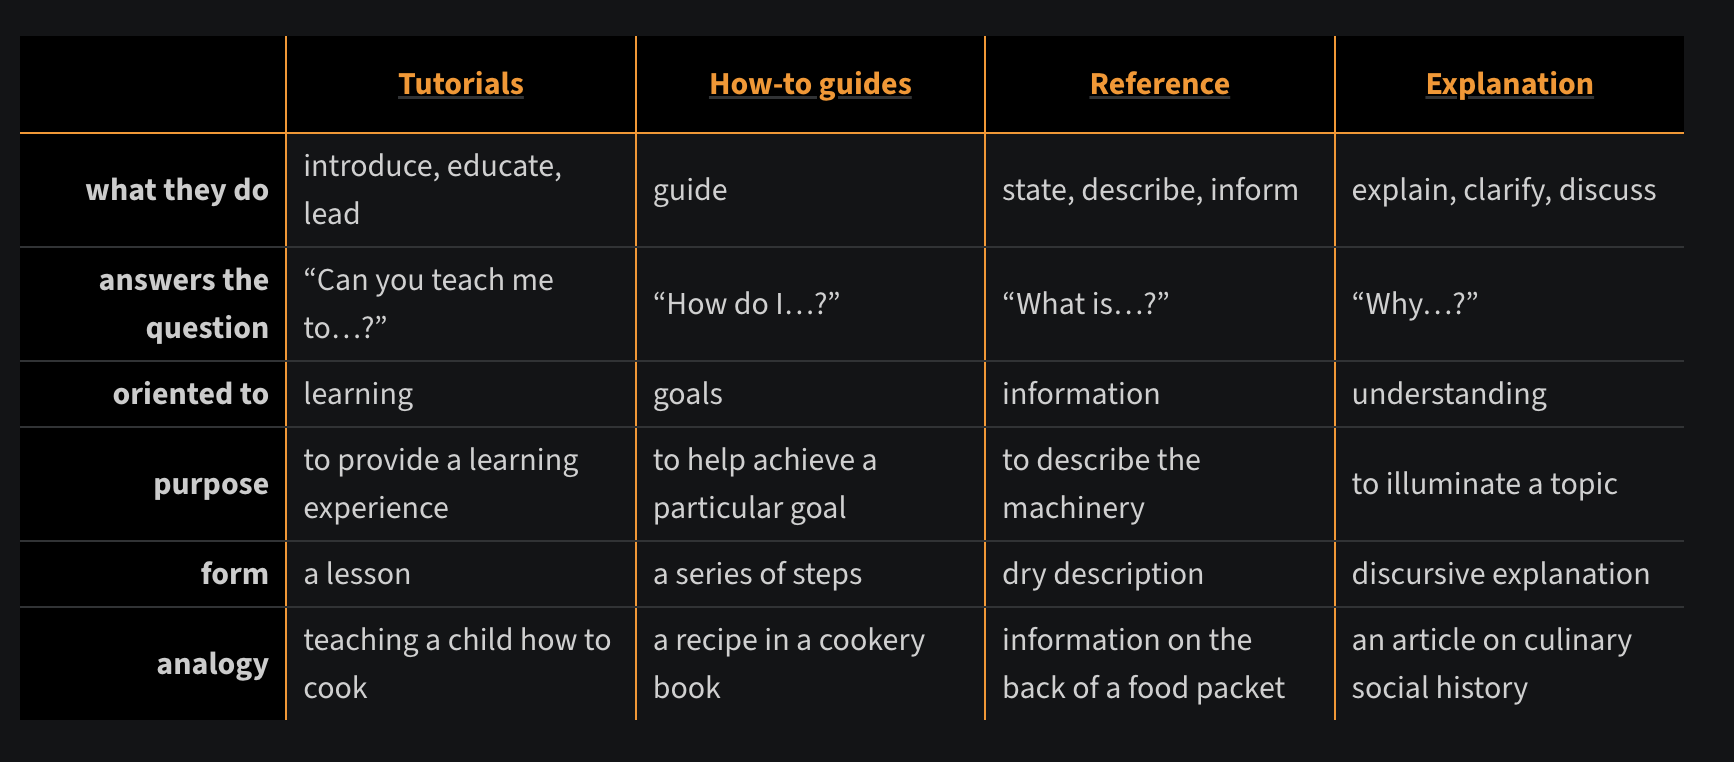 Tutorials How-to guides Reference Explanation
what they do introduce, educate, lead guide state, describe, inform explain, clarify, discuss
answers the question “Can you teach me to…?” “How do I…?” “What is…?” “Why…?”
oriented to learning goals information understanding
purpose to provide a learning experience to help achieve a particular goal to describe the machinery to illuminate a topic
form a lesson a series of steps dry description discursive explanation
analogy teaching a child how to cook a recipe in a cookery book information on the back of a food packet an article on culinary social history